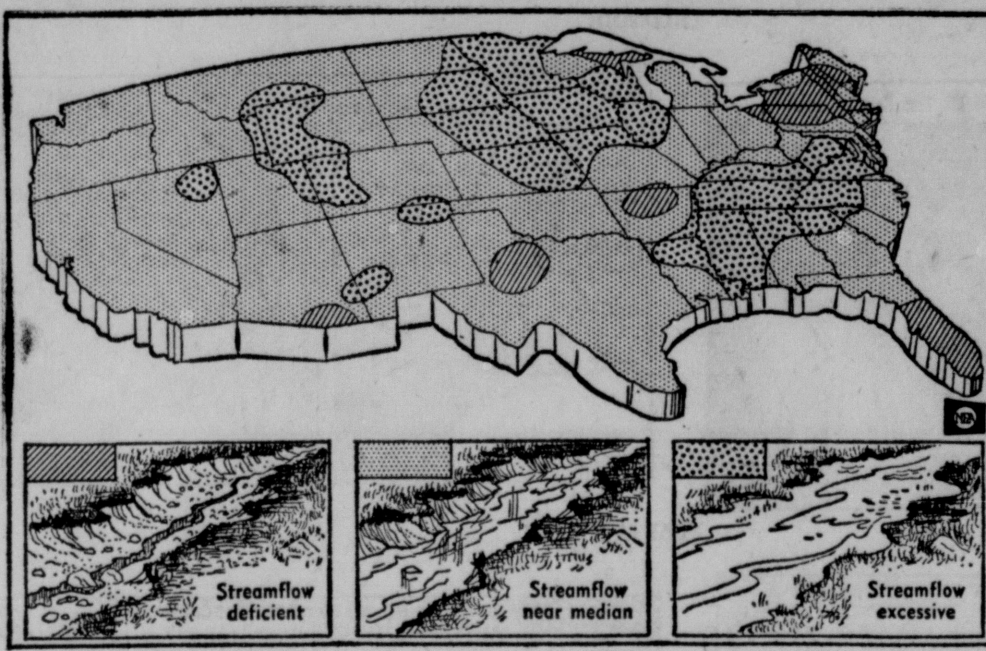 NEA
Streamflow
deficient
Streamflow
near median
Streamflow
excessive